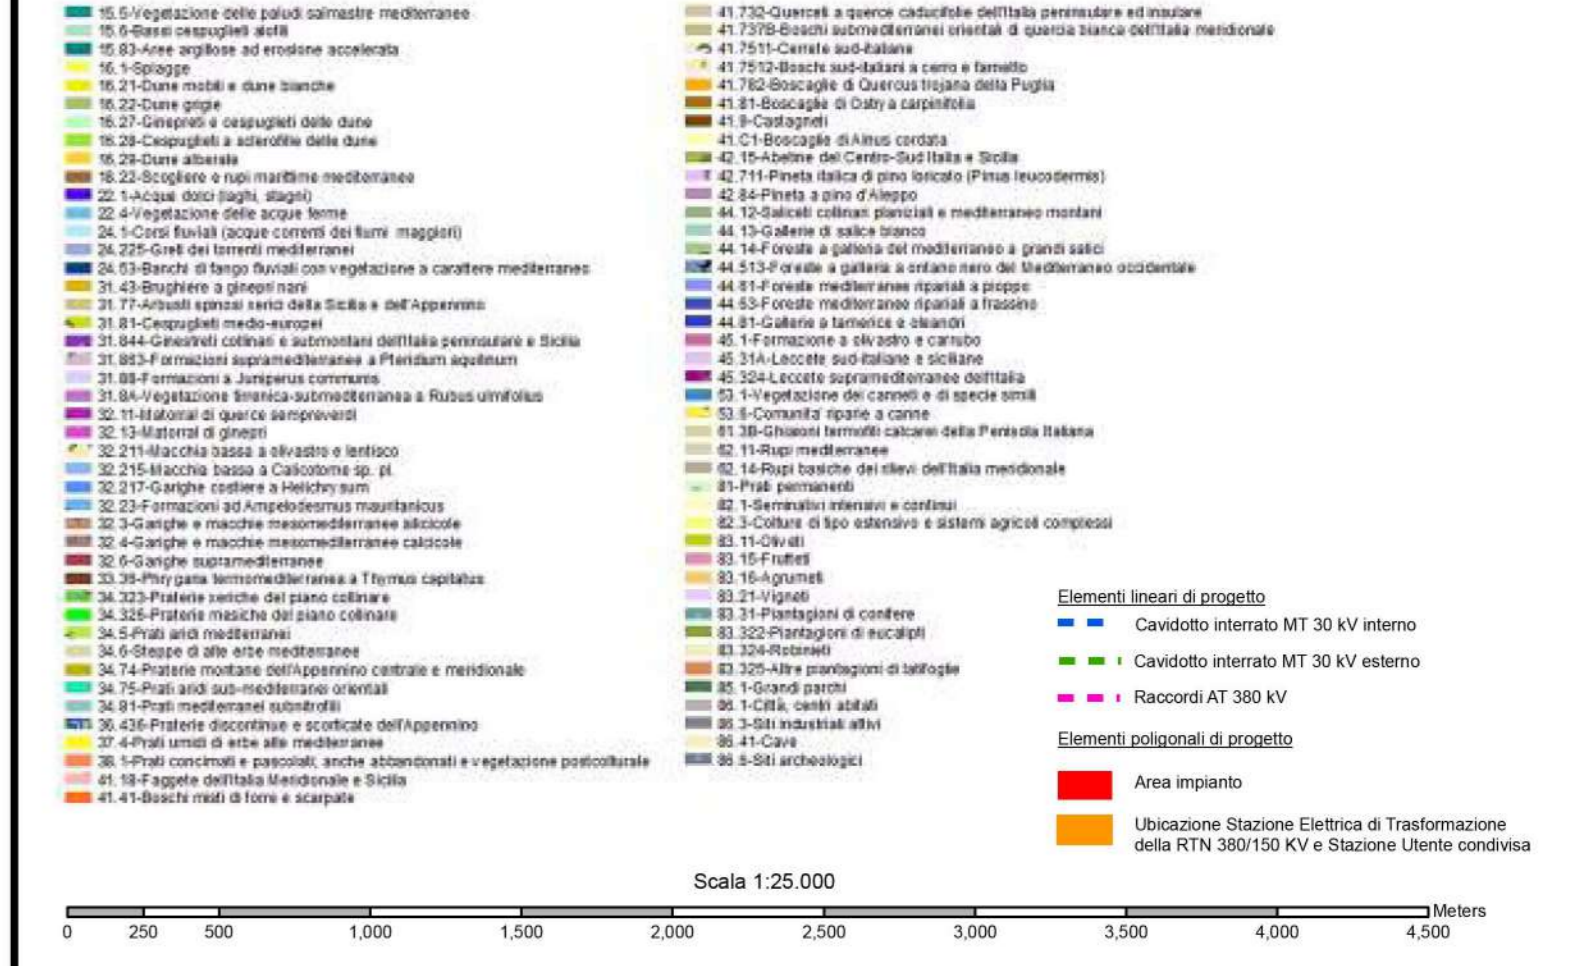 15.5-Vegetazione delle paludi salmastre mediterranee
15.6-Bassi cespuglieti alofili
15.83-Aree argillose ad erosione accelerata
16.1-Spiagge
16.21-Dune mobili e dune bianche
16.22-Dune grigie
16.27-Ginepreti e cespuglieti delle dune
16.28-Cespuglieti a sclerofille delle dune
16.29-Dune alberate
18.22-Scogliere e rupi marittime mediterranee
22.1-Acque dolci (laghi, stagni)
22.4-Vegetazione delle acque ferme
24.1-Corsi fluviali (acque correnti dei fiumi maggiori)
24.225-Greti dei torrenti mediterranei
24.53-Banchi di fango fluviali con vegetazione a carattere mediterraneo
31.43-Brughiere a ginepri nani
31.77-Arbusti spinosi serici della Sicilia e dell'Appennino
31.81-Cespuglieti medio-europei
31.844-Ginestreti collinari e submontani dell'Italia peninsulare e Sicilia
31.863-Formazioni supramediterranee a Pteridium aquilinum
31.88-Formazioni a Juniperus communis
31.8A-Vegetazione tirrenica-submediterranea a Rubus ulmifolius
32.11-Matorral di querce sempreverdi
32.13-Matorral di ginepri
32.211-Macchia bassa a olivastro e lentisco
32.215-Macchia bassa a Calicotome sp. pl.
32.217-Garighe costiere a Helichrysum
32.23-Formazioni ad Ampelodesmus mauritanicus
32.3-Garighe e macchie mesomediterranee silicicole
32.4-Garighe e macchie mesomediterranee calcicole
32.6-Garighe supramediterranee
33.36-Phrygana termomediterranea a Thymus capitatus
34.323-Praterie xeriche del piano collinare
34.326-Praterie mesiche del piano collinare
34.5-Prati aridi mediterranei
34.6-Steppe di alte erbe mediterranee
34.74-Praterie montane dell'Appennino centrale e meridionale
34.75-Prati aridi sub-mediterranei orientali
34.81-Prati mediterranei subnitrofili
36.436-Praterie discontinue e scorticate dell'Appennino
37.4-Prati umidi di erbe alte mediterranee
38.1-Prati concimati e pascolati; anche abbandonati e vegetazione postcolturale
41.18-Faggete dell'Italia Meridionale e Sicilia
41.41-Boschi misti di forre e scarpate
41.732-Querceti a querce caducifolie dell'Italia peninsulare ed insulare
41.737B-Boschi submediterranei orientali di quercia bianca dell'Italia meridionale
41.7511-Cerrete sud-italiane
41.7512-Boschi sud-italiani a cerro e farnetto
41.782-Boscaglie di Quercus trojana della Puglia
41.81-Boscaglie di Ostry a carpinifolia
41.9-Castagneti
41.C1-Boscaglie di Alnus cordata
42.15-Abetine del Centro-Sud Italia e Sicilia
42.711-Pineta italica di pino loricato (Pinus leucodermis)
42.84-Pineta a pino d'Aleppo
44.12-Saliceti collinari planiziali e mediterraneo montani
44.13-Gallerie di salice bianco
44.14-Foreste a galleria del mediterraneo a grandi salici
44.513-Foreste a galleria a ontano nero del Mediterraneo occidentale
44.61-Foreste mediterranee ripariali a pioppo
44.63-Foreste mediterranee ripariali a frassino
44.81-Gallerie a tamerice e oleandri
45.1-Formazione a olivastro e carrubo
45.31A-Leccete sud-italiane e siciliane
45.324-Leccete supramediterranee dell'Italia
53.1-Vegetazione dei canneti e di specie simili
53.6-Comunita' riparie a canne
61.3B-Ghiaioni termofili calcarei della Penisola Italiana
62.11-Rupi mediterranee
62.14-Rupi basiche dei rilievi dell'Italia meridionale
81-Prati permanenti
82.1-Seminativi intensivi e continui
82.3-Colture di tipo estensivo e sistemi agricoli complessi
83.11-Oliveti
83.15-Frutteti
83.16-Agrumeti
83.21-Vigneti
83.31-Piantagioni di conifere
83.322-Piantagioni di eucalipti
83.324-Robinieti
83.325-Altre piantagioni di latifoglie
85.1-Grandi parchi
86.1-Città, centri abitati
86.3-Siti industriali attivi
86.41-Cave
86.6-Siti archeologici
Elementi lineari di progetto
Cavidotto interrato MT 30 kV interno
Cavidotto interrato MT 30 kV esterno
Raccordi AT 380 kV
Elementi poligonali di progetto
Area impianto
Ubicazione Stazione Elettrica di Trasformazione
della RTN 380/150 KV e Stazione Utente condivisa
Scala 1:25.000
Meters
0 250 500 1,000 1,500 2,000 2,500 3,000 3,500 4,000 4,500